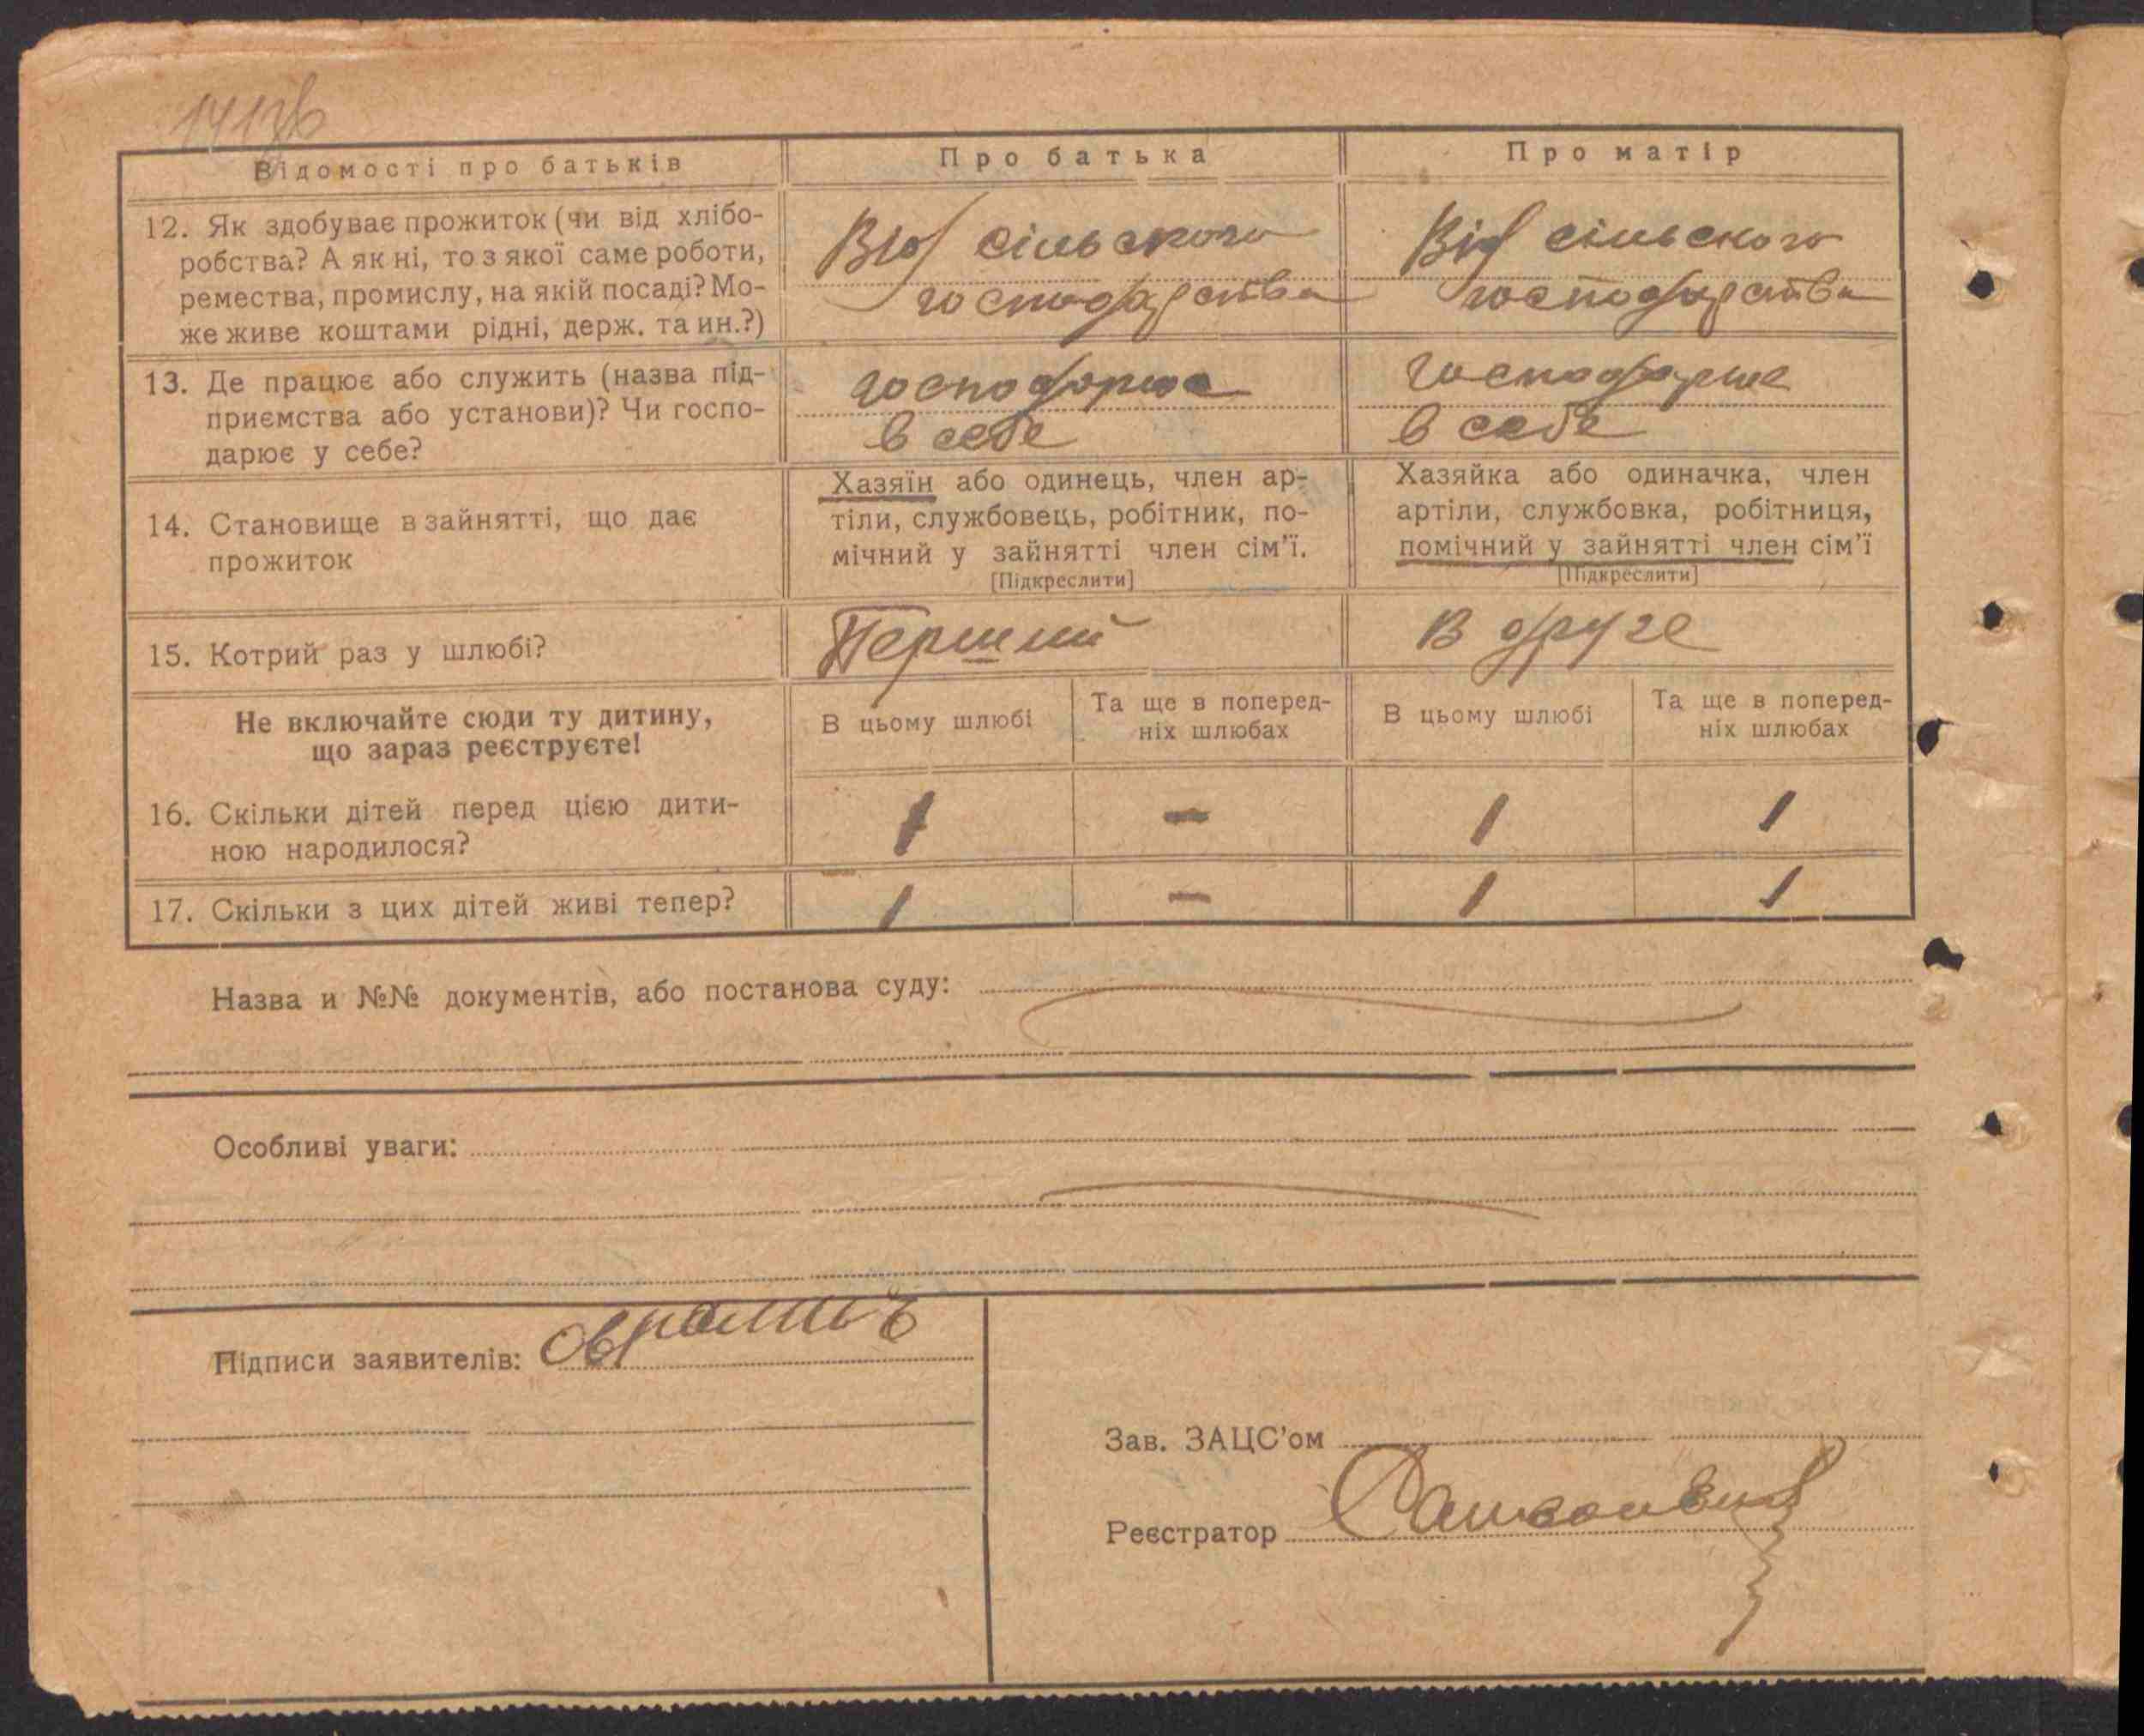 Відомості про батьків
Про батька
Про матір
12. Як здобуває прожиток (чи від хлібо-
робства? А як ні, то з якої саме роботи,
ремества, промислу, на якій посаді? Мо-
же живе коштами рідні, держ. та ин.?)
Від сільского
господарства
Від сільского
господарства
13. Де працює або служить (назва під-
приємства або установи)? Чи госпо-
дарює у себе?
господарює
в себе
господарює
в себе
14. Становище в зайнятті, що дає
прожиток
Хазяїн або одинець, член ар-
тіли, службовець, робітник, по-
мічний у зайнятті член сім'ї.
[Підкреслити]
Хазяйка або одиначка, член
артіли, службовка, робітниця,
помічний у зайнятті член сім'ї
[Підкреслити]
15. Котрий раз у шлюбі?
Перший
В друге
Не включайте сюди ту дитину,
що зараз реєструєте!
В цьому шлюбі
Та ще в поперед-
ніх шлюбах
В цьому шлюбі
Та ще в поперед-
ніх шлюбах
16. Скільки дітей перед цією дити-
ною народилося?
1 – 1 1
17. Скільки з цих дітей живі тепер?
1 – 1 1
Назва и №№ документів, або постанова суду:
Особливі уваги:
Підписи заявителів:
Зав. ЗАЦС'ом
Реєстратор